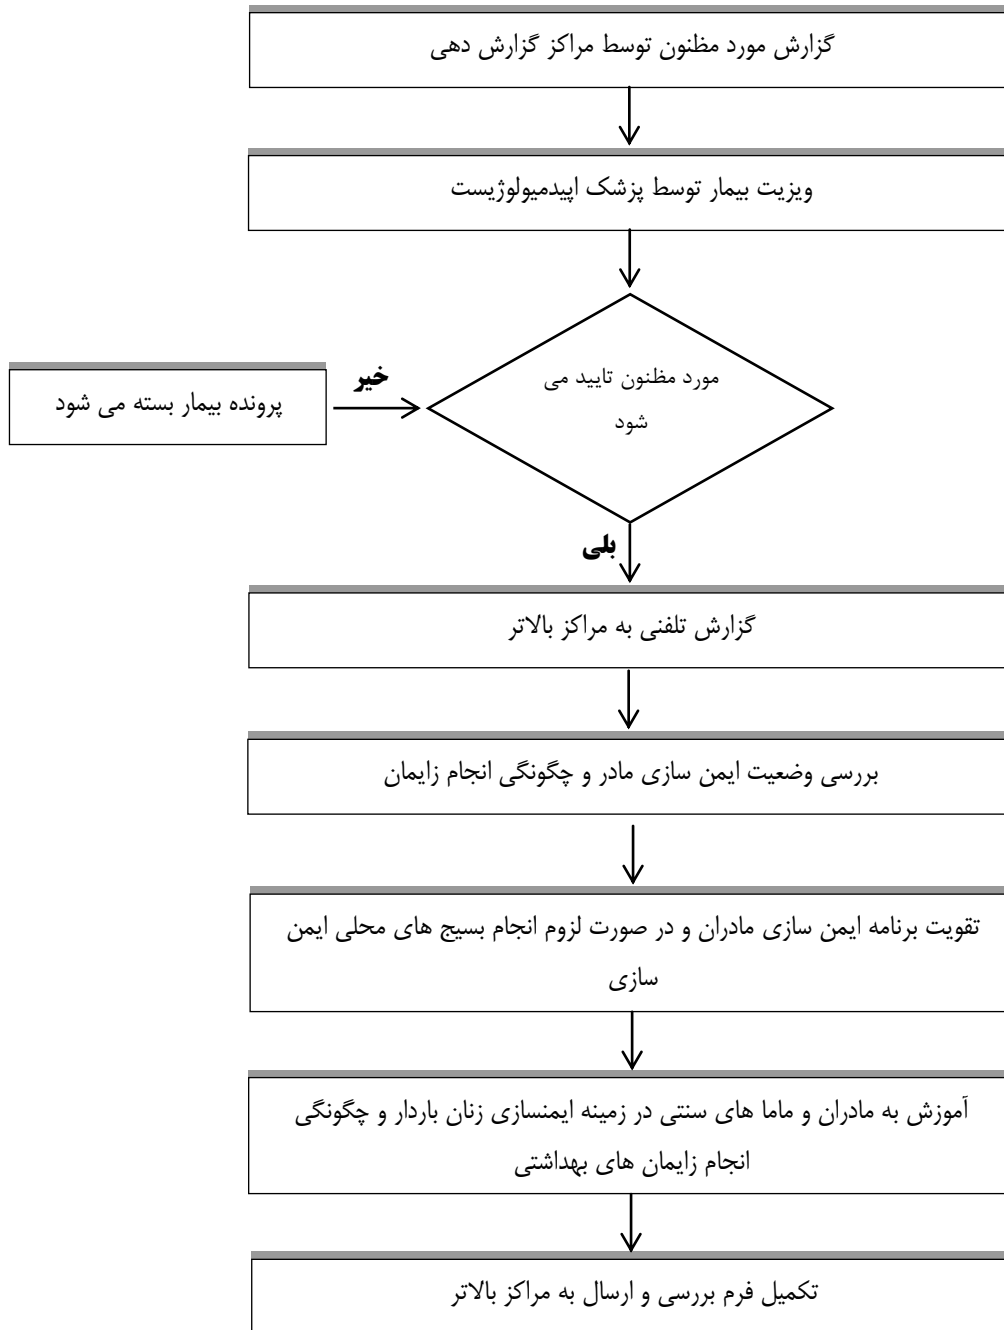 گزارش مورد مظنون توسط مراکز گزارش دهی
ویزیت بیمار توسط پزشک اپیدمیولوژیست
مورد مظنون تایید می
شود
خیر
پرونده بیمار بسته می شود
بلی
گزارش تلفنی به مراکز بالاتر
بررسی وضعیت ایمن سازی مادر و چگونگی انجام زایمان
تقویت برنامه ایمن سازی مادران و در صورت لزوم انجام بسیج های محلی ایمن
سازی
آموزش به مادران و ماما های سنتی در زمینه ایمنسازی زنان باردار و چگونگی
انجام زایمان های بهداشتی
تکمیل فرم بررسی و ارسال به مراکز بالاتر